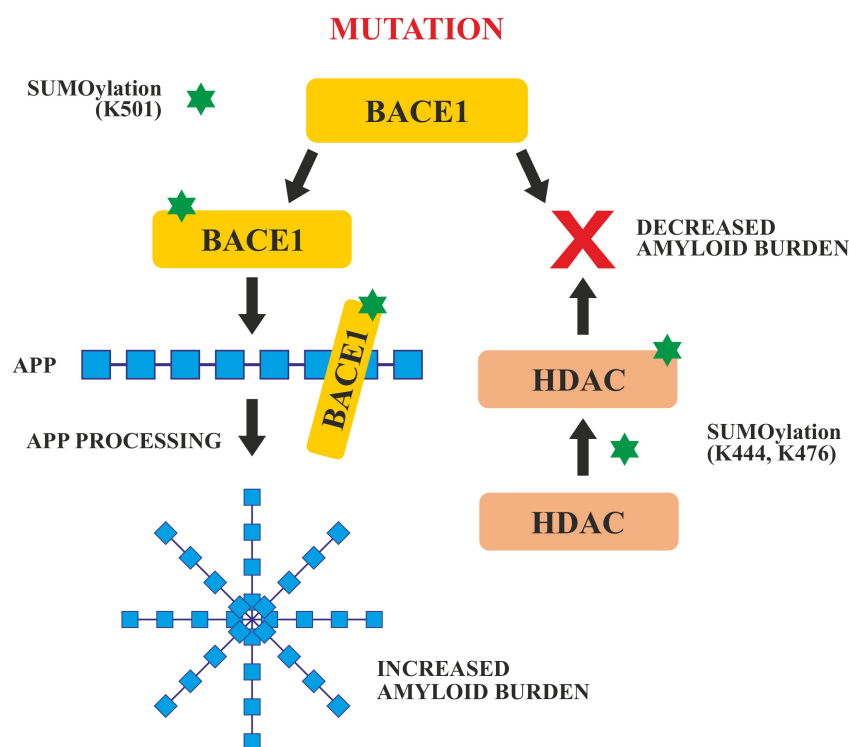 MUTATION
SUMOylation
(K501)
BACE1
BACE1
DECREASED
AMYLOID BURDEN
APP
BACE1
HDAC
APP PROCESSING
SUMOylation
(K444, K476)
HDAC
INCREASED
AMYLOID BURDEN